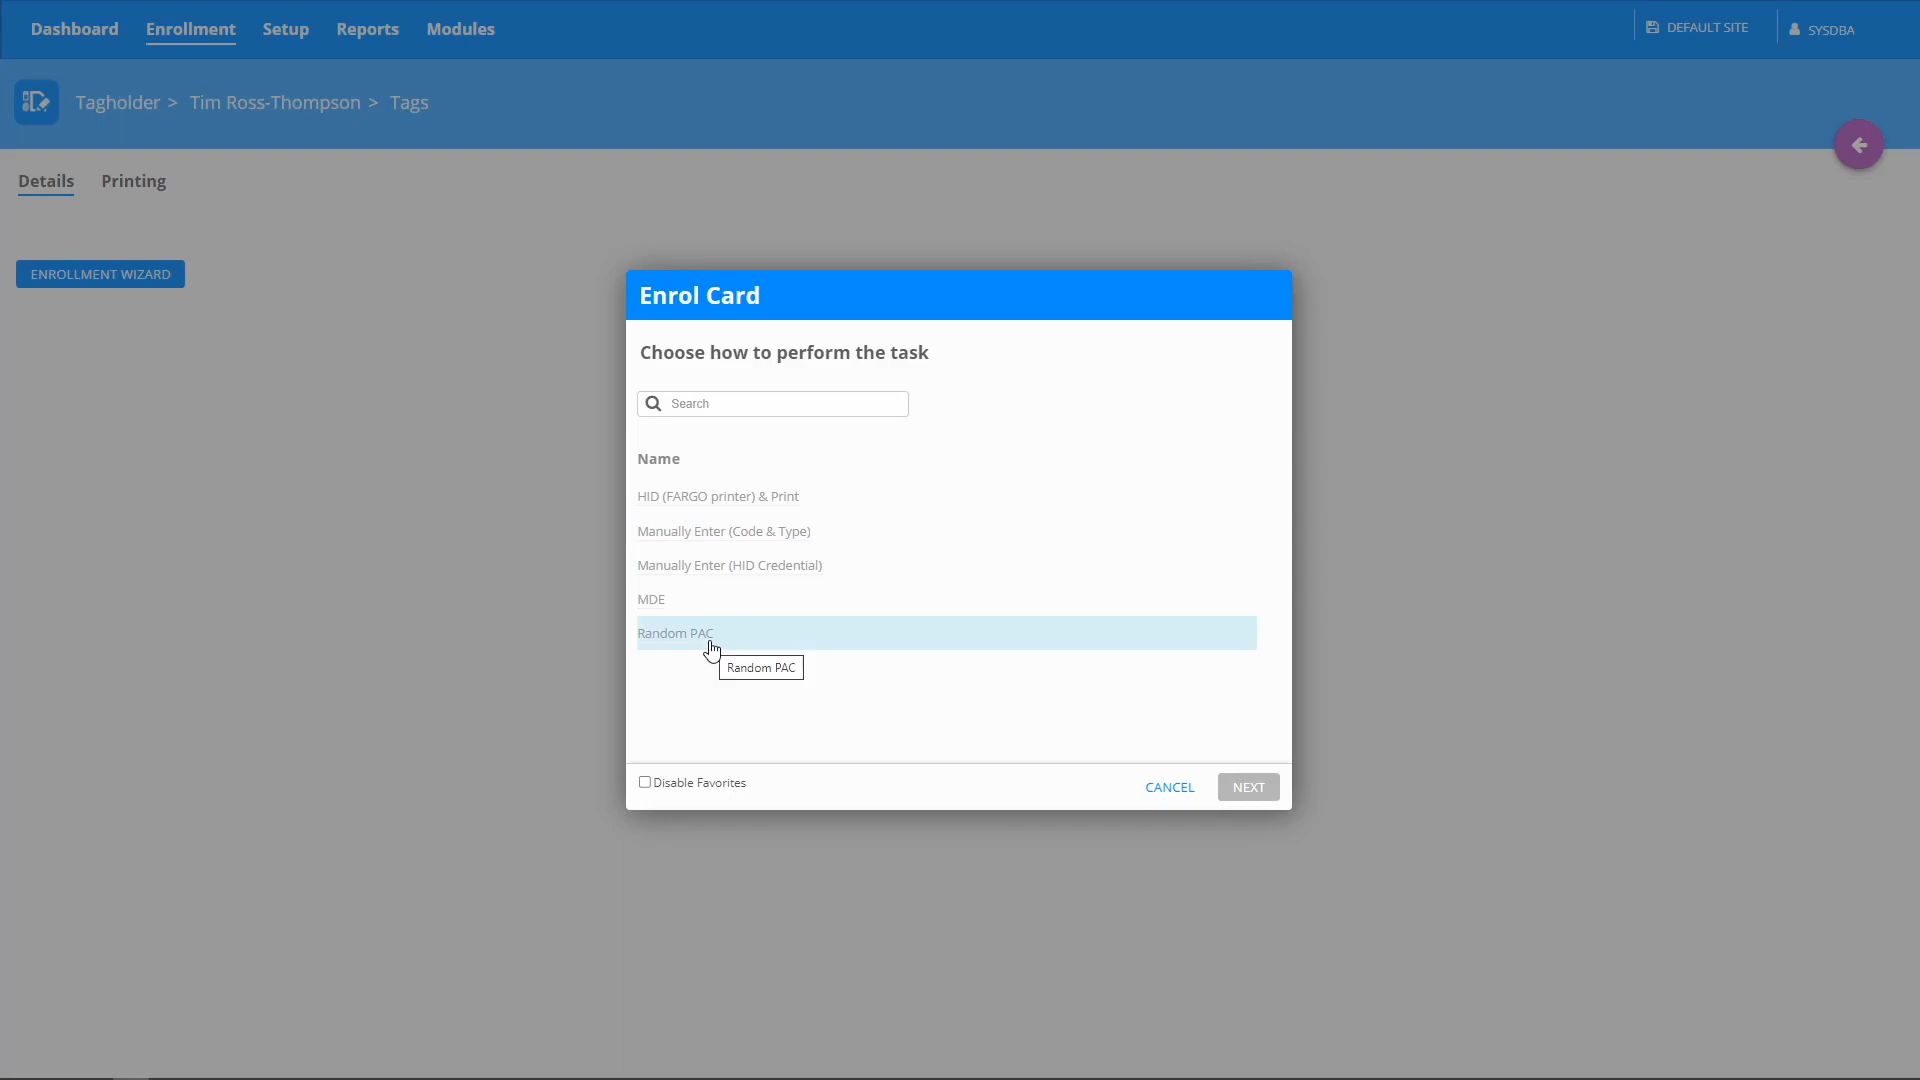 Dashboard Enrollment Setup Reports Modules DEFAULT SITE SYSDBA
Tagholder > Tim Ross-Thompson > Tags
Details Printing
ENROLLMENT WIZARD
Enrol Card
Choose how to perform the task
Search
Name
HID (FARGO printer) & Print
Manually Enter (Code & Type)
Manually Enter (HID Credential)
MDE
Random PAC
Random PAC
Disable Favorites
CANCEL NEXT